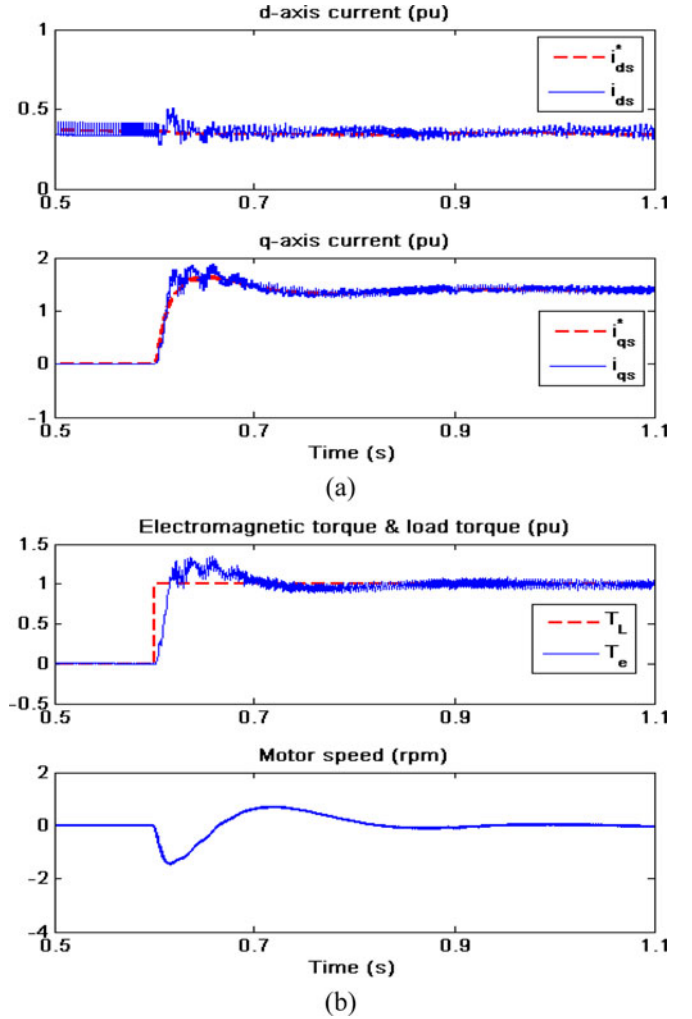 d-axis current (pu)
1
0.5
0
i*ds
ids
0.5 0.7 0.9 1.1
q-axis current (pu)
2
1
0
-1
i*qs
iqs
0.5 0.7 0.9 1.1
Time (s)
(a)
Electromagnetic torque & load torque (pu)
1.5
1
0.5
0
-0.5
T_L
T_e
0.5 0.7 0.9 1.1
Motor speed (rpm)
2
0
-2
-4
0.5 0.7 0.9 1.1
Time (s)
(b)